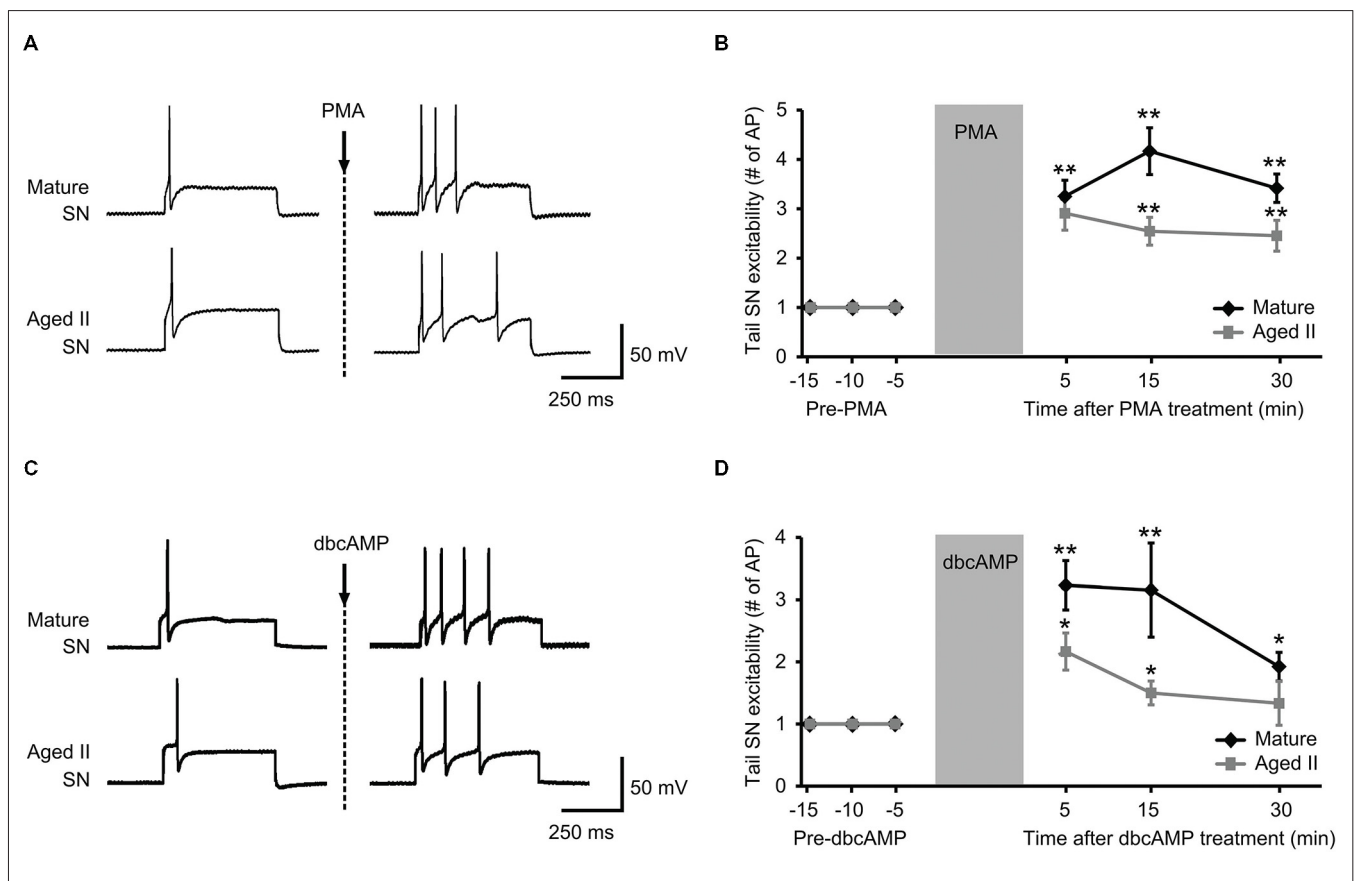 A
PMA
Mature
SN
Aged II
SN
50 mV
250 ms
B
Tail SN excitability (# of AP)
5
4
3
2
1
0
PMA
**
**
**
**
**
Mature
Aged II
-15 -10 -5 5 15 30
Pre-PMA Time after PMA treatment (min)
C
dbcAMP
Mature
SN
Aged II
SN
50 mV
250 ms
D
Tail SN excitability (# of AP)
4
3
2
1
0
dbcAMP
**
**
*
*
*
Mature
Aged II
-15 -10 -5 5 15 30
Pre-dbcAMP Time after dbcAMP treatment (min)